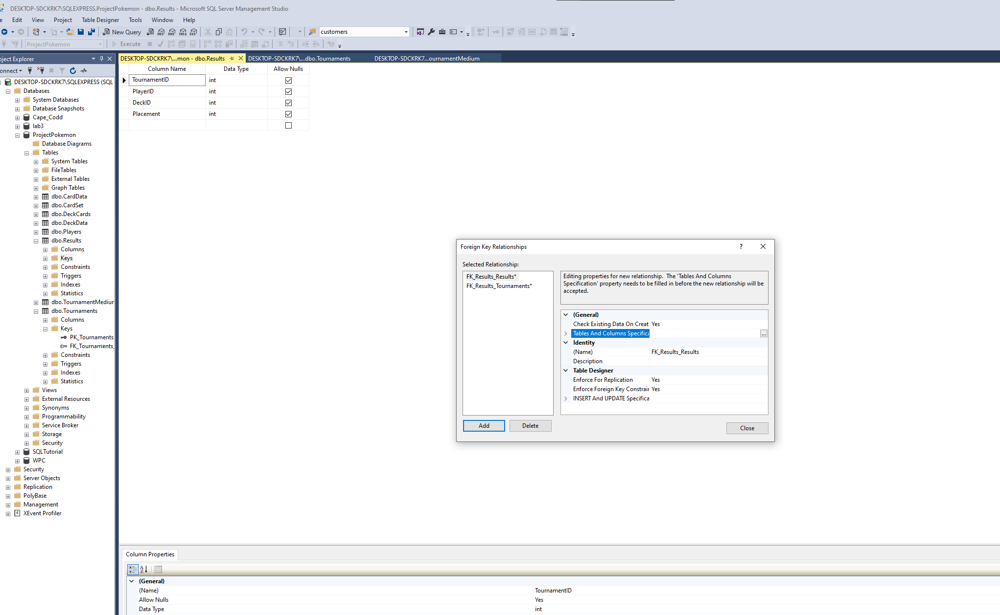 DESKTOP-SDCKRK7\SQLEXPRESS.ProjectPokemon - dbo.Results - Microsoft SQL Server Management Studio
e Edit View Project Table Designer Tools Window Help
New Query MDX DMX XMLA DAX customers
ProjectPokemon Execute
ject Explorer
onnect
DESKTOP-SDCKRK7\SQLEXPRESS (SQL
Databases
System Databases
Database Snapshots
Cape_Codd
lab3
ProjectPokemon
Database Diagrams
Tables
System Tables
FileTables
External Tables
Graph Tables
dbo.CardData
dbo.CardSet
dbo.DeckCards
dbo.DeckData
dbo.Players
dbo.Results
Columns
Keys
Constraints
Triggers
Indexes
Statistics
dbo.TournamentMediun
dbo.Tournaments
Columns
Keys
PK_Tournaments
FK_Tournaments_
Constraints
Triggers
Indexes
Statistics
Views
External Resources
Synonyms
Programmability
Service Broker
Storage
Security
SQLTutorial
WPC
Security
Server Objects
Replication
PolyBase
Management
XEvent Profiler
DESKTOP-SDCKRK7\...mon - dbo.Results DESKTOP-SDCKRK7\...dbo.Tournaments DESKTOP-SDCKRK7...ournamentMedium
Column Name Data Type Allow Nulls
TournamentID int
PlayerID int
DeckID int
Placement int
Foreign Key Relationships ?
Selected Relationship:
FK_Results_Results*
FK_Results_Tournaments*
Editing properties for new relationship. The 'Tables And Columns
Specification' property needs to be filled in before the new relationship will be
accepted.
(General)
Check Existing Data On Creat Yes
Tables And Columns Specifica ...
Identity
(Name) FK_Results_Results
Description
Table Designer
Enforce For Replication Yes
Enforce Foreign Key Constrain Yes
INSERT And UPDATE Specifica
Add Delete
Close
Column Properties
(General)
(Name) TournamentID
Allow Nulls Yes
Data Type int